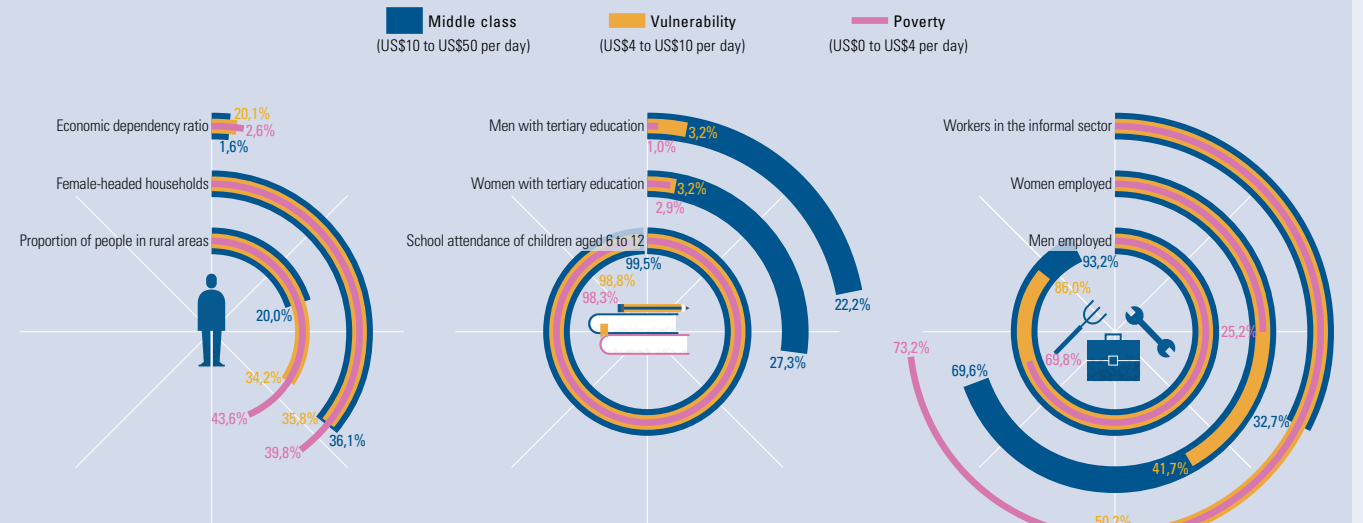 Middle class
(US$10 to US$50 per day)
Vulnerability
(US$4 to US$10 per day)
Poverty
(US$0 to US$4 per day)
Economic dependency ratio
20,1%
2,6%
1,6%
Female-headed households
Proportion of people in rural areas
20,0%
34,2%
43,6%
35,8%
36,1%
39,8%
Men with tertiary education
3,2%
1,0%
Women with tertiary education
3,2%
2,9%
School attendance of children aged 6 to 12
99,5%
98,8%
98,3%
22,2%
27,3%
Workers in the informal sector
Women employed
Men employed
93,2%
86,0%
69,8%
25,2%
73,2%
69,6%
32,7%
41,7%
50,2%